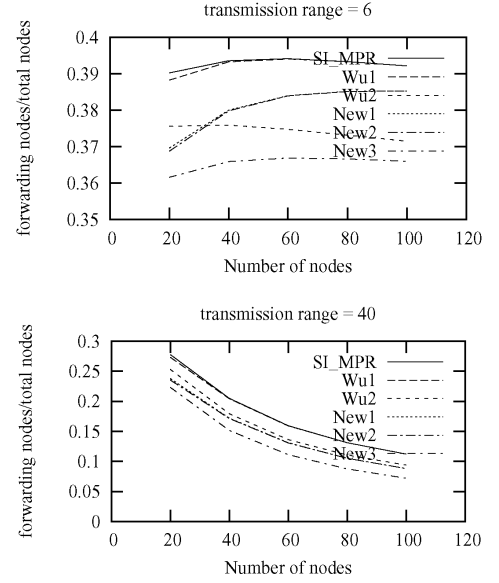 transmission range = 6
forwarding nodes/total nodes
0.4
0.39
0.38
0.37
0.36
0.35
SI_MPR
Wu1
Wu2
New1
New2
New3
0 20 40 60 80 100 120
Number of nodes
transmission range = 40
forwarding nodes/total nodes
0.3
0.25
0.2
0.15
0.1
0.05
0
SI_MPR
Wu1
Wu2
New1
New2
New3
0 20 40 60 80 100 120
Number of nodes